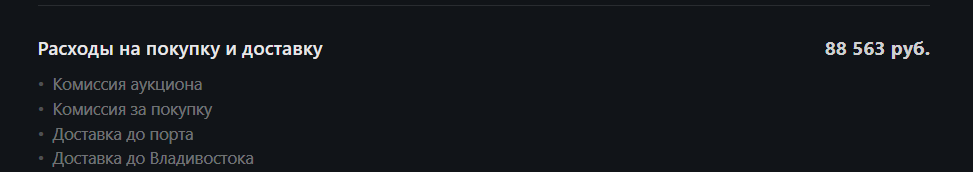 Расходы на покупку и доставку 88 563 руб.
• Комиссия аукциона
• Комиссия за покупку
• Доставка до порта
• Доставка до Владивостока